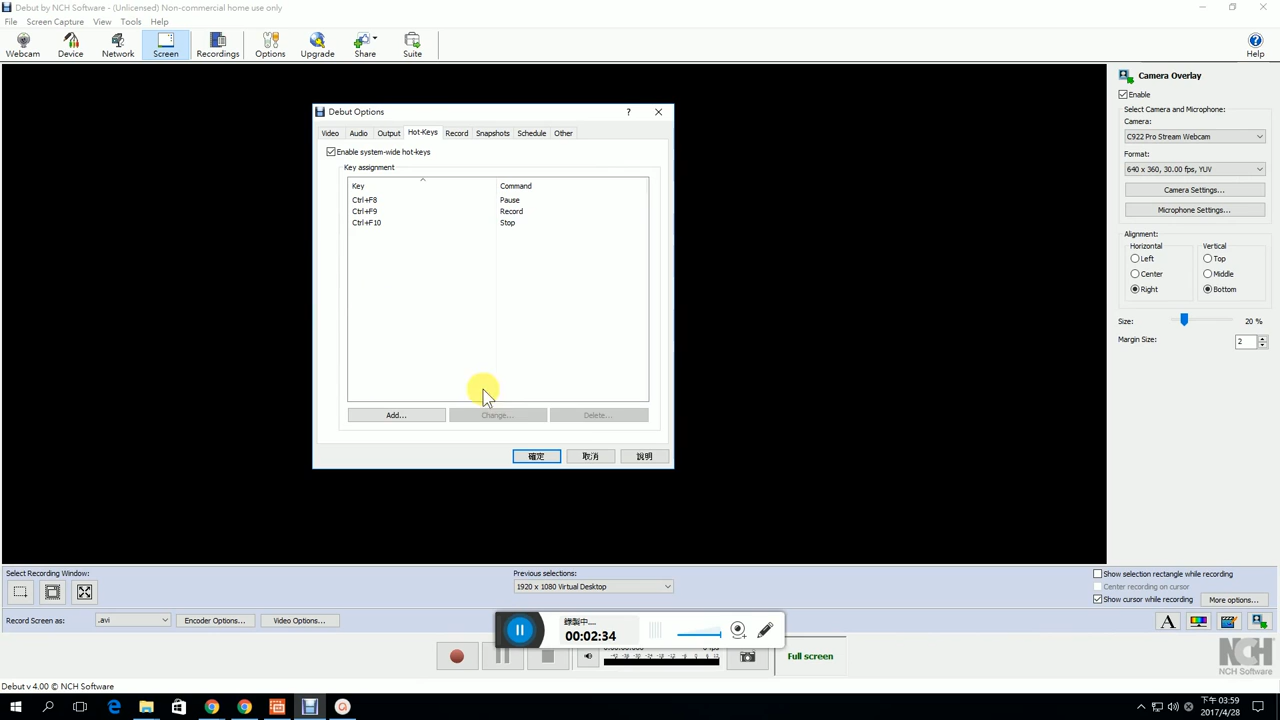 Debut by NCH Software - (Unlicensed) Non-commercial home use only
File Screen Capture View Tools Help
Webcam Device Network Screen Recordings Options Upgrade Share Suite Help
Camera Overlay
Enable
Select Camera and Microphone:
Camera:
C922 Pro Stream Webcam
Format:
640 x 360, 30.00 fps, YUV
Camera Settings...
Microphone Settings...
Alignment:
Horizontal Vertical
Left Top
Center Middle
Right Bottom
Size: 20 %
Margin Size: 2
Debut Options
Video Audio Output Hot-Keys Record Snapshots Schedule Other
Enable system-wide hot-keys
Key assignment
Key Command
Ctrl+F8 Pause
Ctrl+F9 Record
Ctrl+F10 Stop
Add... Change... Delete...
確定 取消 說明
Select Recording Window:
Previous selections:
1920 x 1080 Virtual Desktop
Show selection rectangle while recording
Center recording on cursor
Show cursor while recording
More options...
Record Screen as: .avi Encoder Options... Video Options...
錄製中...
00:02:34
Full screen
NCH
NCH Software
Debut v 4.00 © NCH Software
下午 03:59
2017/4/28